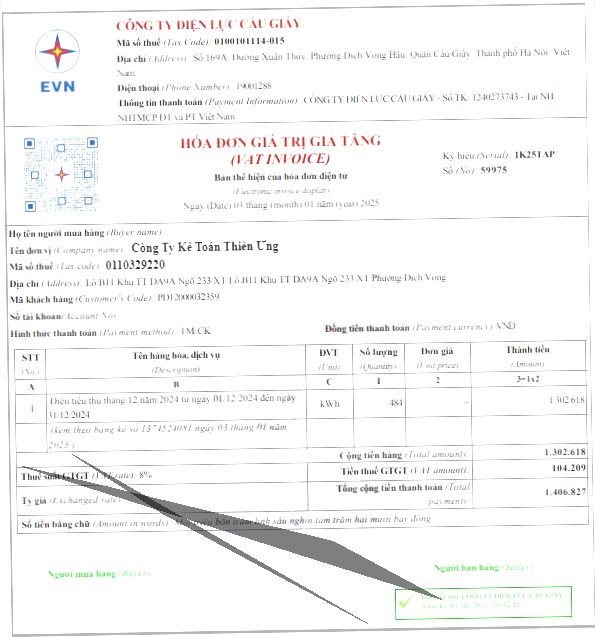 CÔNG TY ĐIỆN LỰC CẦU GIẤY
Mã số thuế (Tax Code): 0100101114-015
Địa chỉ (Address): Số 169A, Đường Xuân Thủy, Phường Dịch Vọng Hậu, Quận Cầu Giấy, Thành phố Hà Nội, Việt
Nam
EVN
Điện thoại (Phone Number): 19001288
Thông tin thanh toán (Payment Information): CÔNG TY ĐIỆN LỰC CẦU GIẤY - Số TK: 1240273743 - Tại NH
NHTMCP ĐT và PT Việt Nam
HÓA ĐƠN GIÁ TRỊ GIA TĂNG
(VAT INVOICE)
Bản thể hiện của hóa đơn điện tử
(Electronic invoice display)
Ngày (Date) 03 tháng (month) 01 năm (year) 2025
Ký hiệu (Serial): 1K25TAP
Số (No): 59975
Họ tên người mua hàng (Buyer name)
Tên đơn vị (Company name): Công Ty Kế Toán Thiên Ưng
Mã số thuế (Tax code): 0110329220
Địa chỉ (Address): Lô B11 Khu TT DA9A Ngõ 233 XT Lô B11 Khu TT DA9A Ngõ 233 XT Phường Dịch Vọng
Mã khách hàng (Customer's Code): PD12000032359
Số tài khoản (Account No)
Hình thức thanh toán (Payment method): TM/CK
Đồng tiền thanh toán (Payment currency): VND
STT Tên hàng hóa, dịch vụ ĐVT Số lượng Đơn giá Thành tiền
(No.) (Description) (Unit) (Quantity) (Unit price) (Amount)
A B C 1 2 3=1x2
1 Điện tiêu thụ tháng 12 năm 2024 từ ngày 01/12/2024 đến ngày kWh 484 - 1.302.618
31/12/2024
(kèm theo bảng kê số 1374524081 ngày 03 tháng 01 năm
2025 )
Cộng tiền hàng (Total amount): 1.302.618
Thuế suất GTGT (VAT rate): 8% Tiền thuế GTGT (VAT amount): 104.209
Tỷ giá (Exchanged rate) Tổng cộng tiền thanh toán (Total 1.406.827
payment):
Số tiền bằng chữ (Amount in words): triệu bốn trăm linh sáu nghìn tám trăm hai mươi bảy đồng
Người mua hàng (Buyer)
Người bán hàng (Seller)
CÔNG TY ĐIỆN LỰC CẦU GIẤY